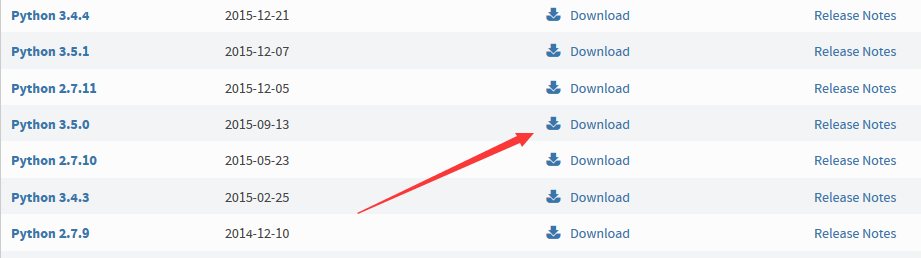 Python 3.4.4 2015-12-21 Download Release Notes
Python 3.5.1 2015-12-07 Download Release Notes
Python 2.7.11 2015-12-05 Download Release Notes
Python 3.5.0 2015-09-13 Download Release Notes
Python 2.7.10 2015-05-23 Download Release Notes
Python 3.4.3 2015-02-25 Download Release Notes
Python 2.7.9 2014-12-10 Download Release Notes